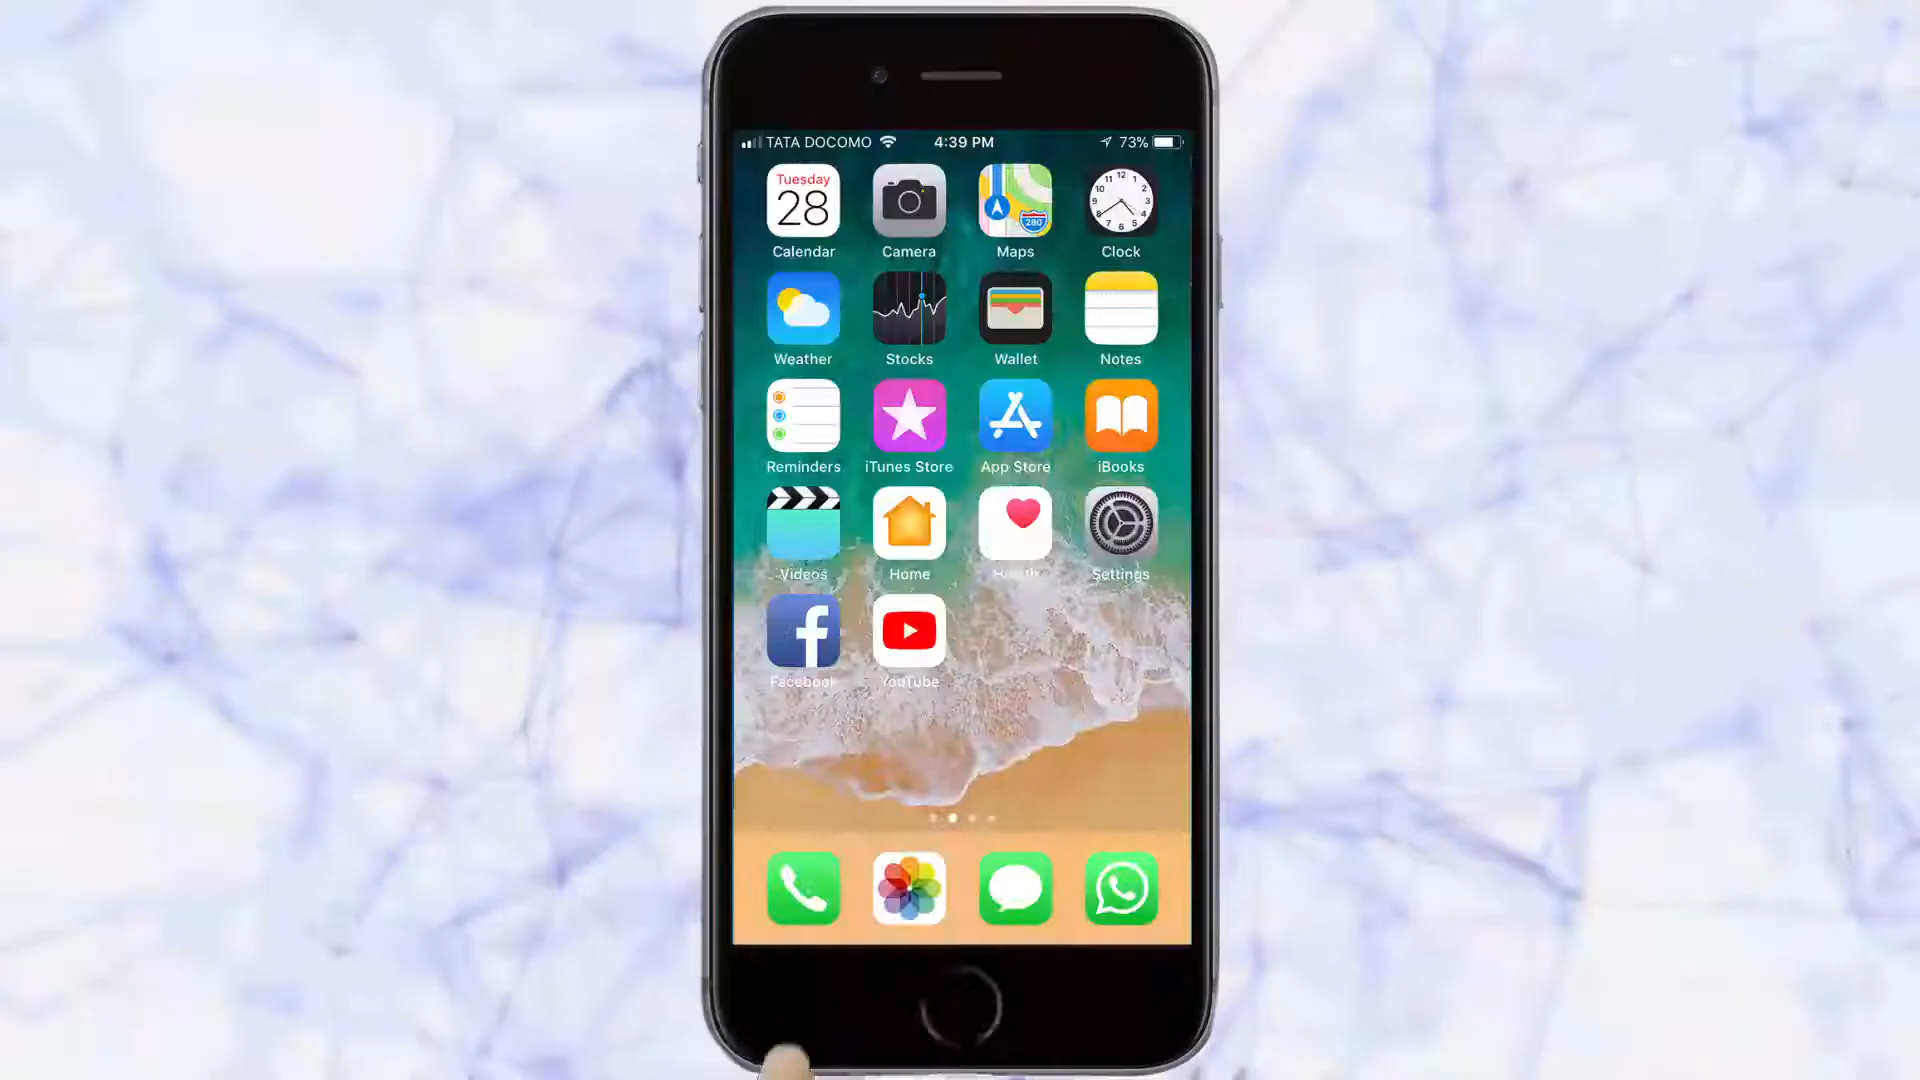 TATA DOCOMO 4:39 PM 73%
Tuesday
28
280
Calendar Camera Maps Clock
Weather Stocks Wallet Notes
Reminders iTunes Store App Store iBooks
Videos Home Health Settings
Facebook YouTube